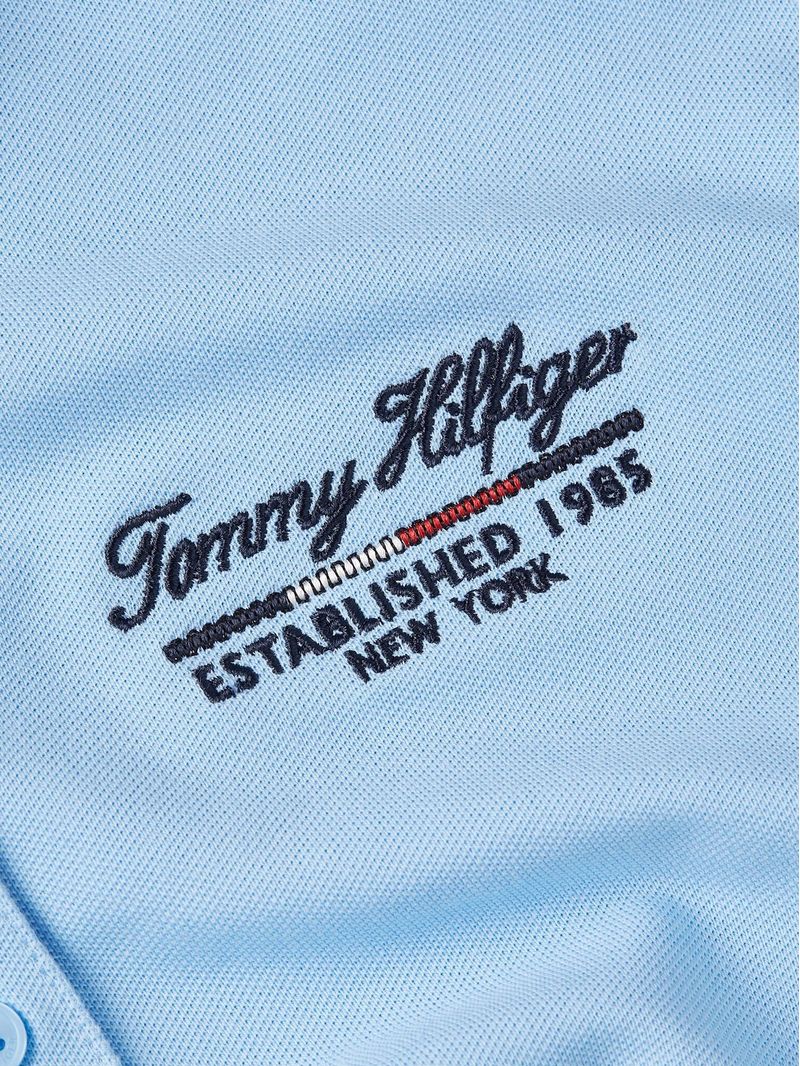 Tommy Hilfiger
ESTABLISHED 1985
NEW YORK